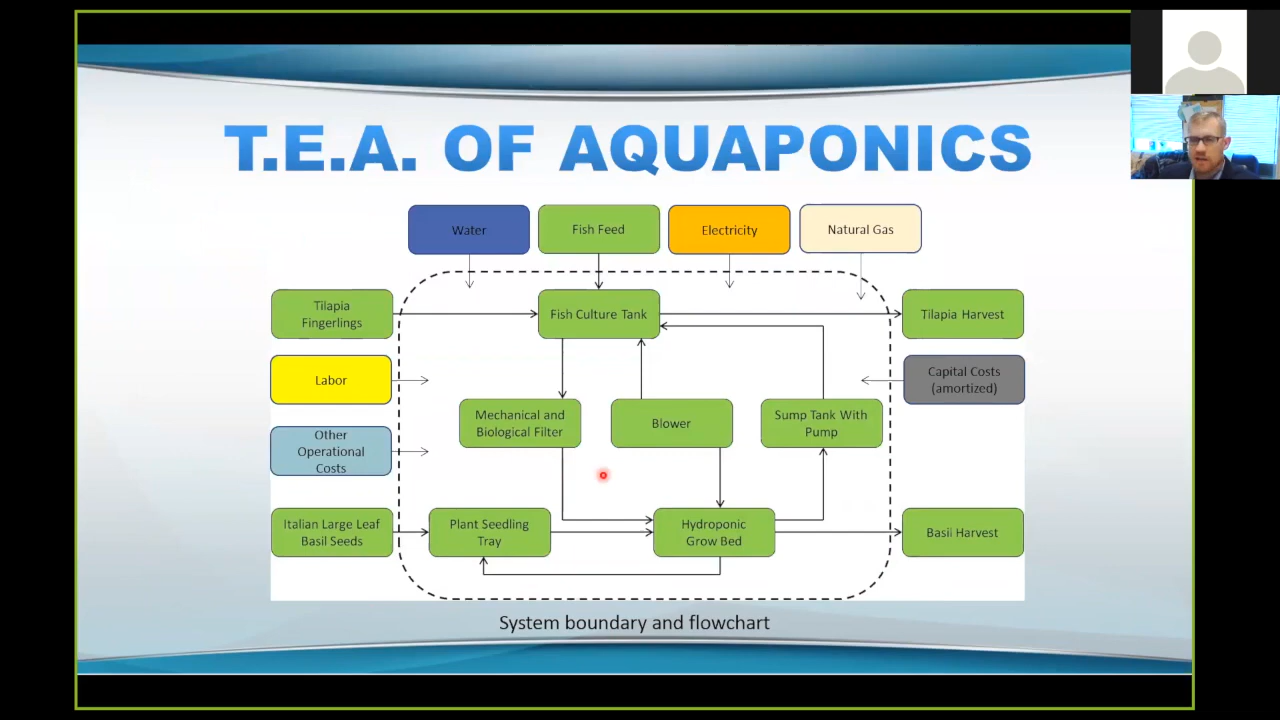 T.E.A. OF AQUAPONICS
Water
Fish Feed
Electricity
Natural Gas
Tilapia
Fingerlings
Fish Culture Tank
Tilapia Harvest
Labor
Capital Costs
(amortized)
Mechanical and
Biological Filter
Blower
Sump Tank With
Pump
Other
Operational
Costs
Italian Large Leaf
Basil Seeds
Plant Seedling
Tray
Hydroponic
Grow Bed
Basil Harvest
System boundary and flowchart